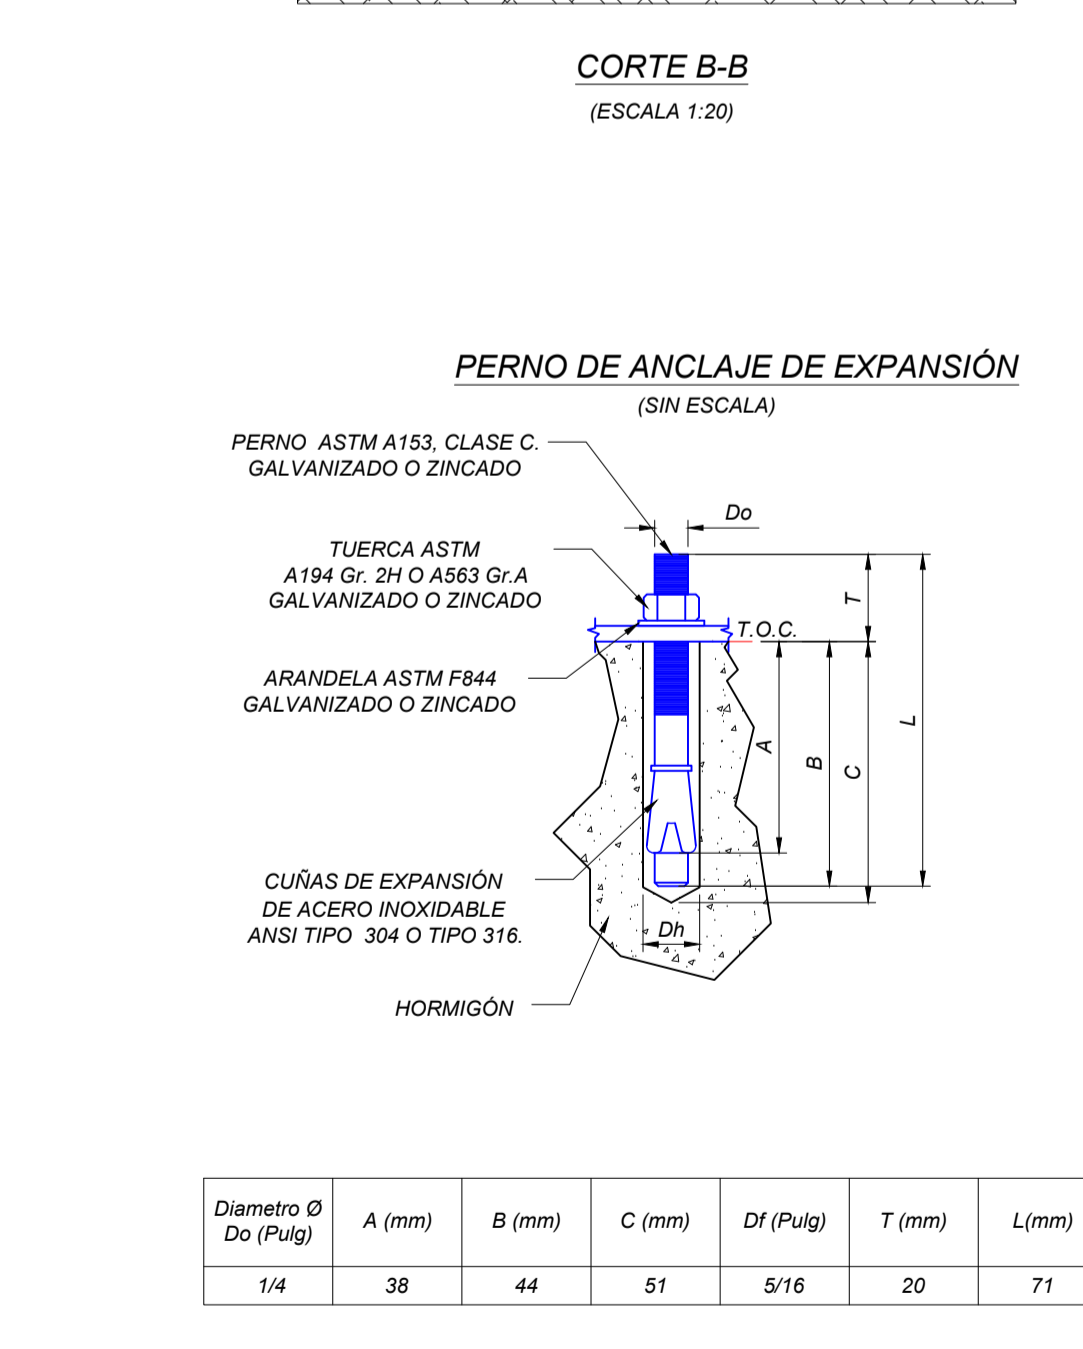 CORTE B-B
(ESCALA 1:20)
PERNO DE ANCLAJE DE EXPANSIÓN
(SIN ESCALA)
PERNO ASTM A153, CLASE C.
GALVANIZADO O ZINCADO
Do
TUERCA ASTM
A194 Gr. 2H O A563 Gr.A
GALVANIZADO O ZINCADO
T
T.O.C.
ARANDELA ASTM F844
GALVANIZADO O ZINCADO
A
B
C
L
CUÑAS DE EXPANSIÓN
DE ACERO INOXIDABLE
ANSI TIPO 304 O TIPO 316.
Dh
HORMIGÓN
Diametro Ø
Do (Pulg)
A (mm)
B (mm)
C (mm)
Df (Pulg)
T (mm)
L(mm)
1/4
38
44
51
5/16
20
71